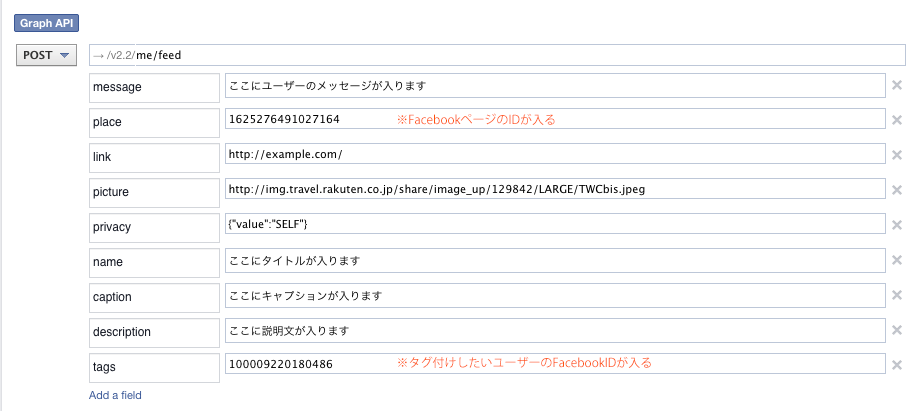 Graph API
POST → /v2.2/me/feed
message ここにユーザーのメッセージが入ります
place 1625276491027164 ※FacebookページのIDが入る
link http://example.com/
picture http://img.travel.rakuten.co.jp/share/image_up/129842/LARGE/TWCbis.jpeg
privacy {"value":"SELF"}
name ここにタイトルが入ります
caption ここにキャプションが入ります
description ここに説明文が入ります
tags 100009220180486 ※タグ付けしたいユーザーのFacebookIDが入る
Add a field